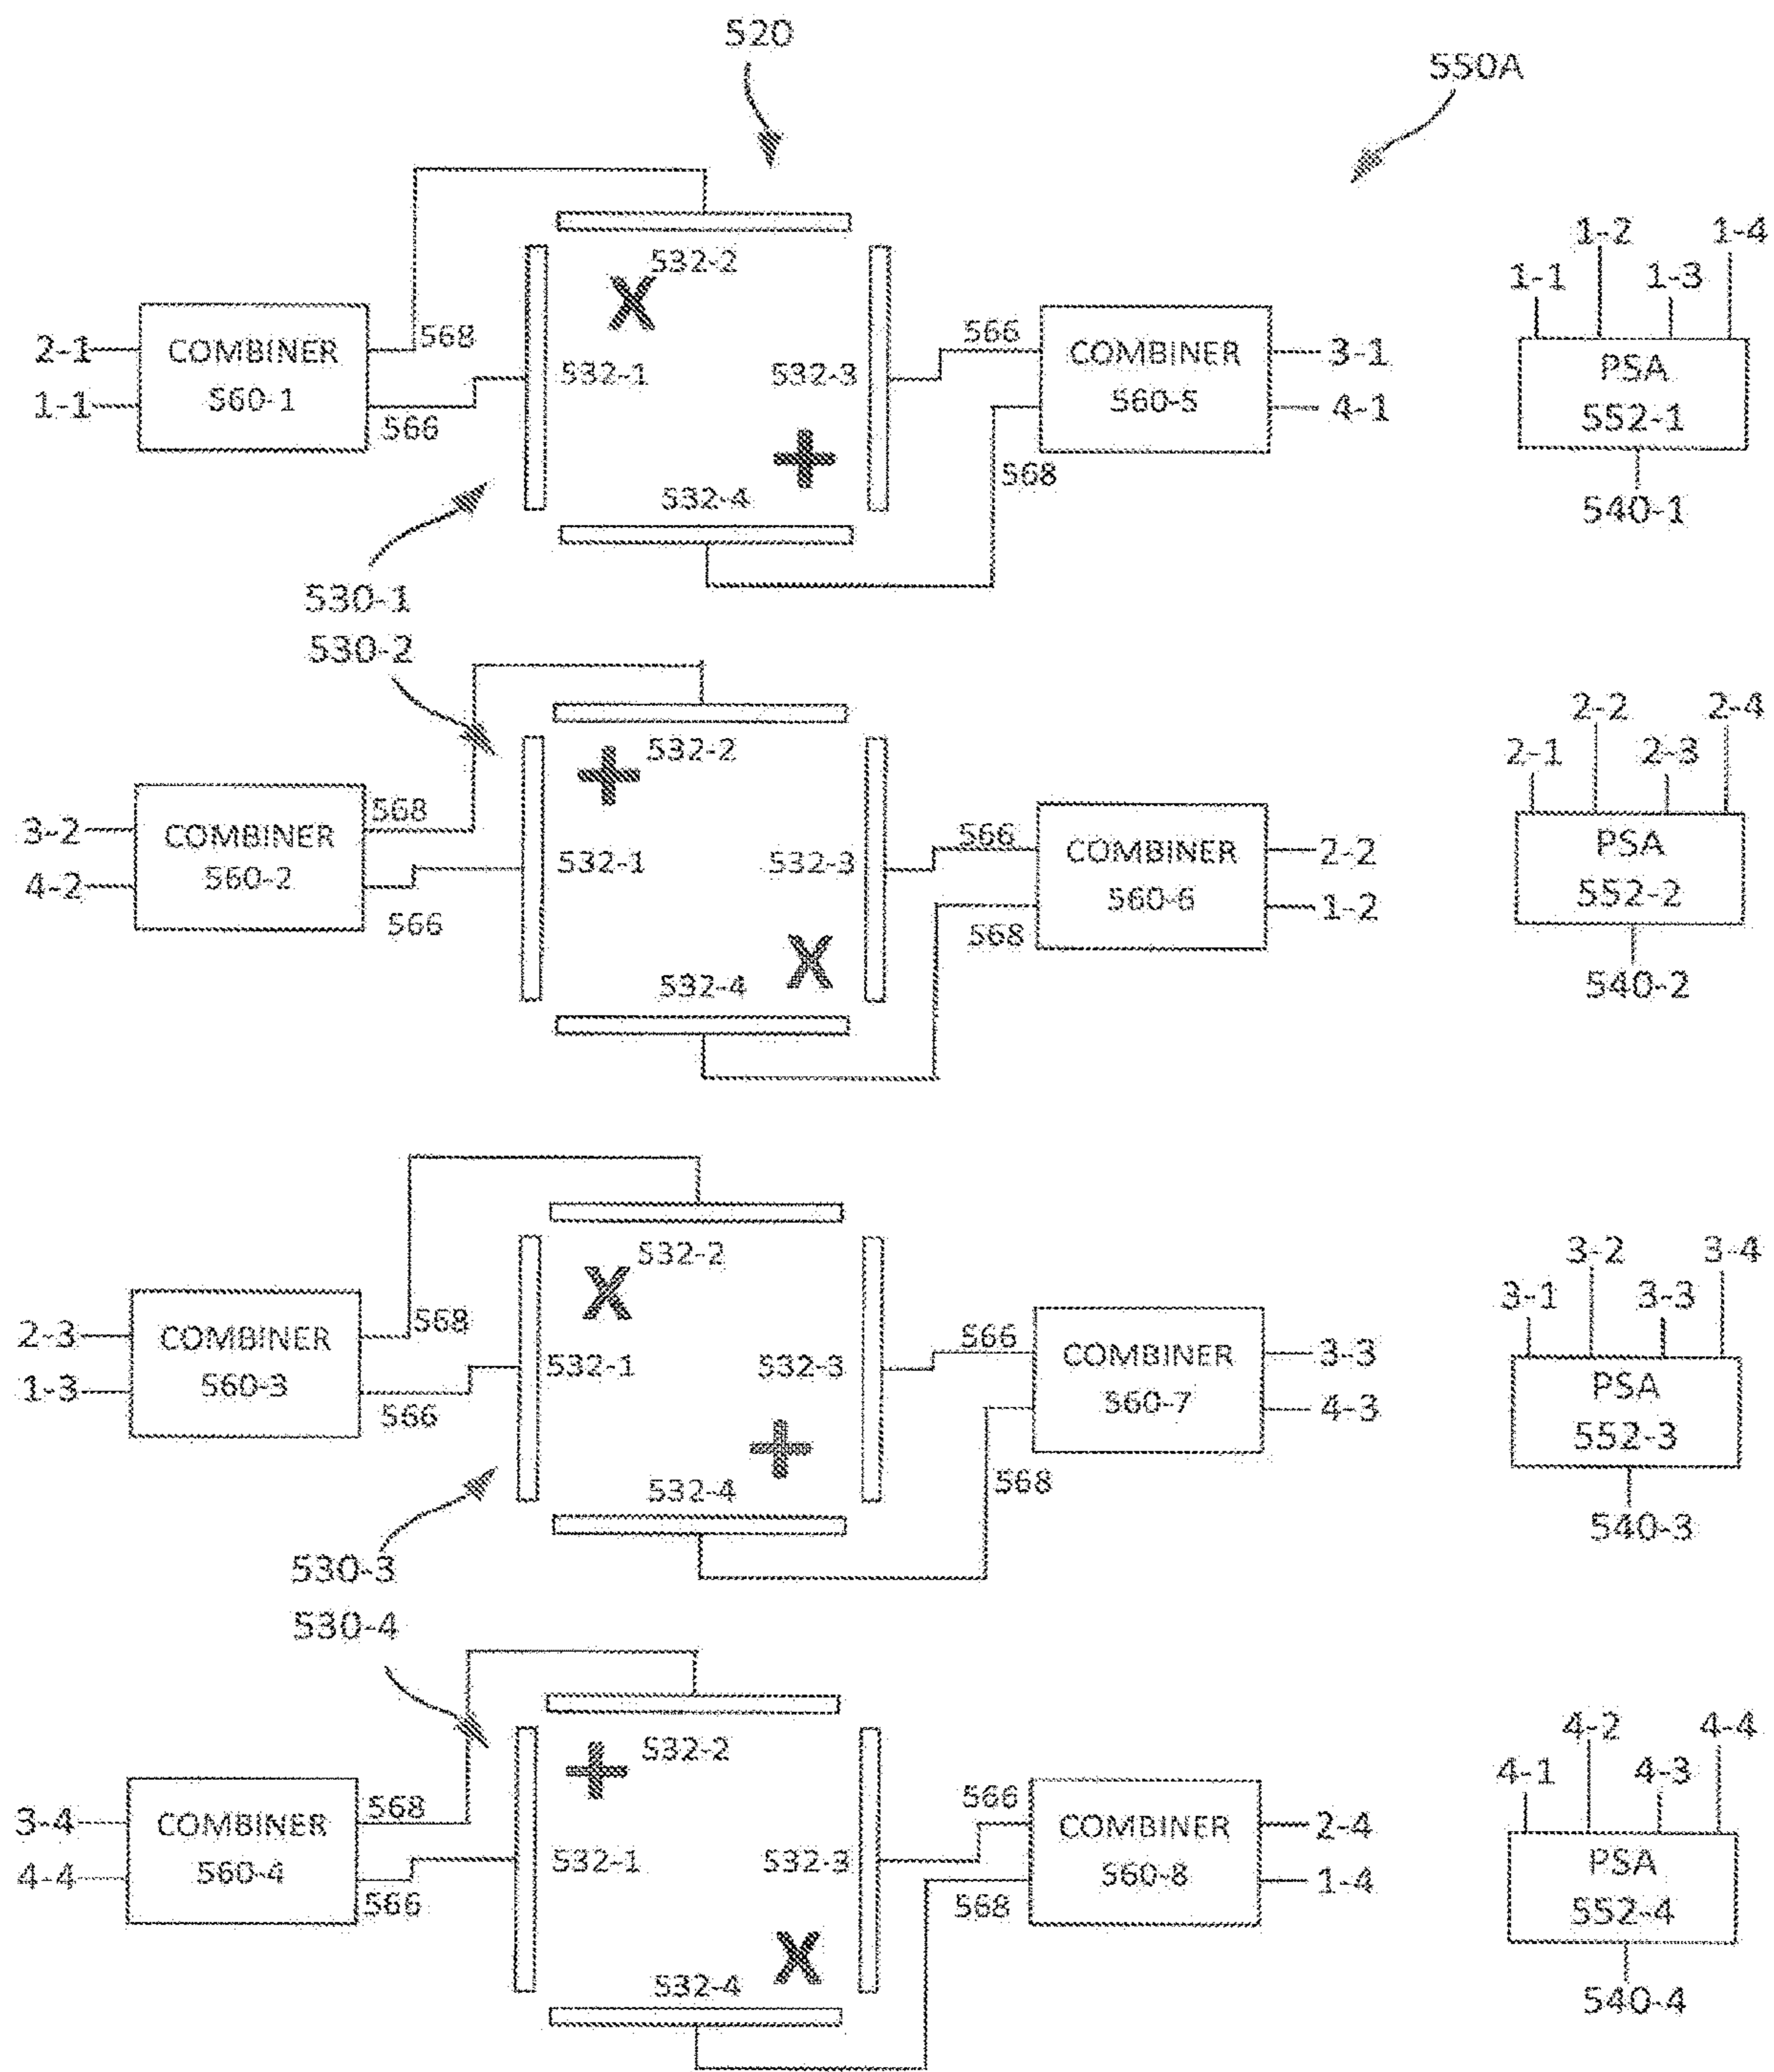 520
550A
1-2 1-4
1-1 1-3
532-2
X
2-1 COMBINER 568 532-1 532-3 566 COMBINER 3-1 PSA
1-1 560-1 566 560-5 4-1 552-1
+
568
532-4
540-1
530-1
530-2
2-2 2-4
532-2
2-1 2-3
+
3-2 COMBINER 568 532-1 532-3 566 COMBINER 2-2 PSA
4-2 560-2 566 560-6 1-2 552-2
568
X
532-4
540-2
3-2 3-4
532-2
3-1 3-3
X
2-3 COMBINER 568 532-1 532-3 566 COMBINER 3-3 PSA
1-3 560-3 566 560-7 4-3 552-3
+
568
532-4
540-3
530-3
530-4
4-2 4-4
532-2
4-1 4-3
+
3-4 COMBINER 568 532-1 532-3 566 COMBINER 2-4 PSA
4-4 560-4 566 560-8 1-4 552-4
568
X
532-4
540-4